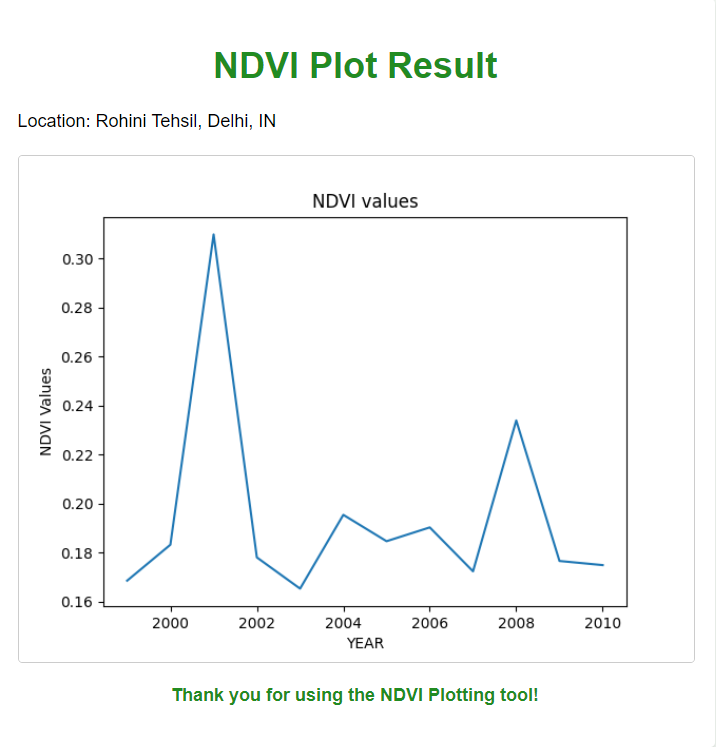 NDVI Plot Result
Location: Rohini Tehsil, Delhi, IN
NDVI values
0.30
0.28
0.26
0.24
0.22
0.20
0.18
0.16
NDVI Values
2000 2002 2004 2006 2008 2010
YEAR
Thank you for using the NDVI Plotting tool!